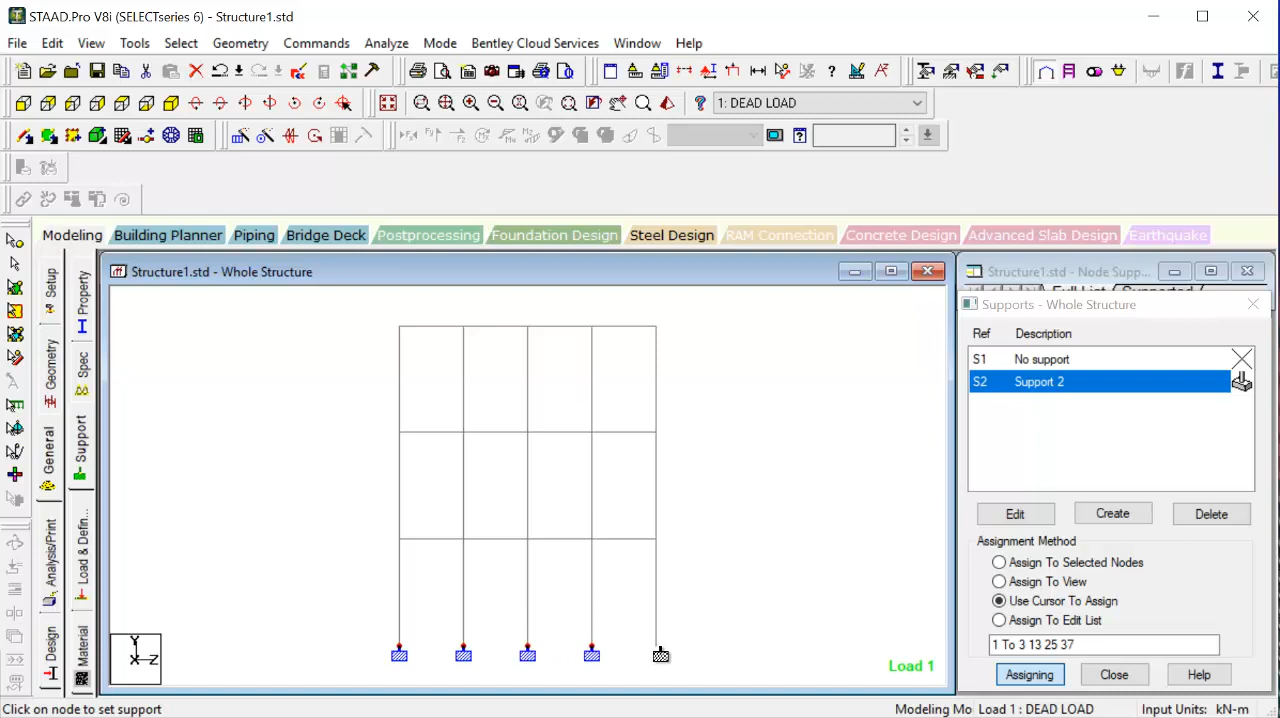 STAAD.Pro V8i (SELECTseries 6) - Structure1.std
File Edit View Tools Select Geometry Commands Analyze Mode Bentley Cloud Services Window Help
1: DEAD LOAD
Modeling Building Planner Piping Bridge Deck Postprocessing Foundation Design Steel Design RAM Connection Concrete Design Advanced Slab Design Earthquake
Setup
Geometry
General
Analysis/Print
Design
Property
Spec
Support
Load & Defin...
Material
Structure1.std - Whole Structure
Y
X Z
Load 1
Structure1.std - Node Supp...
Supports - Whole Structure
Ref Description
S1 No support
S2 Support 2
Edit Create Delete
Assignment Method
Assign To Selected Nodes
Assign To View
Use Cursor To Assign
Assign To Edit List
1 To 3 13 25 37
Assigning Close Help
Click on node to set support
Modeling Mo Load 1 : DEAD LOAD Input Units: kN-m